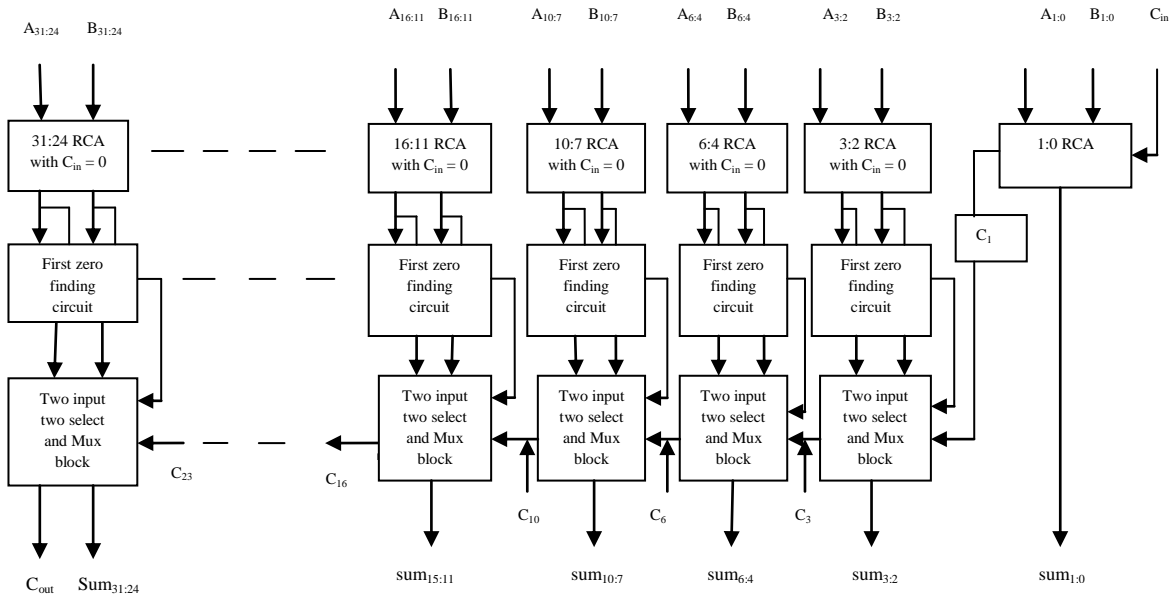 A31:24 B31:24 A16:11 B16:11 A10:7 B10:7 A6:4 B6:4 A3:2 B3:2 A1:0 B1:0 Cin
31:24 RCA
with Cin = 0
16:11 RCA
with Cin = 0
10:7 RCA
with Cin = 0
6:4 RCA
with Cin = 0
3:2 RCA
with Cin = 0
1:0 RCA
C1
First zero
finding
circuit
First zero
finding
circuit
First zero
finding
circuit
First zero
finding
circuit
First zero
finding
circuit
Two input
two select
and Mux
block
Two input
two select
and Mux
block
Two input
two select
and Mux
block
Two input
two select
and Mux
block
Two input
two select
and Mux
block
C23 C16 C10 C6 C3
Cout Sum31:24 sum15:11 sum10:7 sum6:4 sum3:2 sum1:0